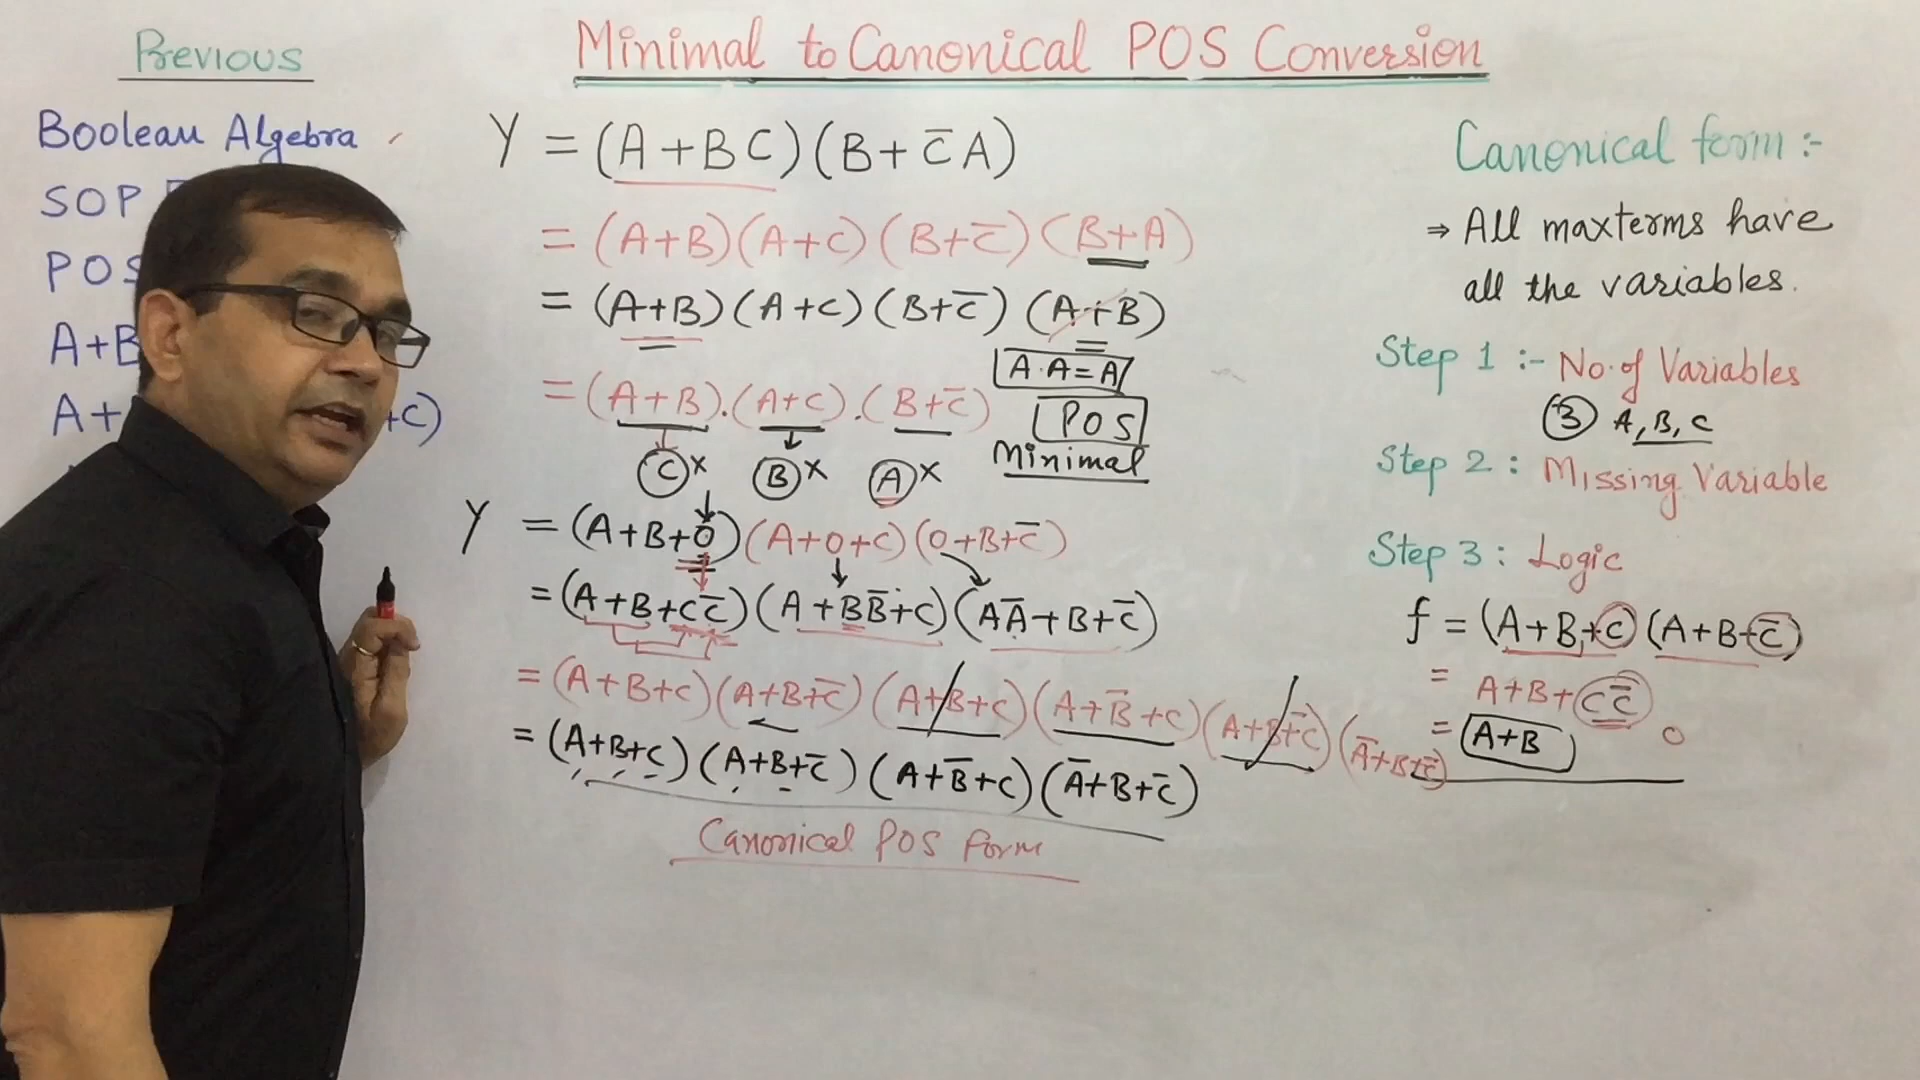 Previous
Boolean Algebra
SOP
POS
A+B
A+ +C)
Minimal to Canonical POS Conversion
Y = (A+BC)(B+C̅A)
= (A+B)(A+C)(B+C̅)(B+A)
= (A+B)(A+C)(B+C̅)(A+B)
A·A=A
= (A+B).(A+C).(B+C̅)
POS
Minimal
C x B x A x
Y = (A+B+0)(A+0+C)(0+B+C̅)
= (A+B+CC̅)(A+BB̅+C)(AA̅+B+C̅)
= (A+B+C)(A+B+C̅)(A+B+C)(A+B̅+C)(A+B+C̅)(A̅+B+C̅)
= (A+B+C)(A+B+C̅)(A+B̅+C)(A̅+B+C̅)
Canonical POS form
Canonical form :-
⇒ All maxterms have
all the variables.
Step 1 :- No. of Variables
3 A, B, C
Step 2 : Missing Variable
Step 3 : Logic
f = (A+B+C)(A+B+C̅)
= A+B+CC̅ 0
= A+B